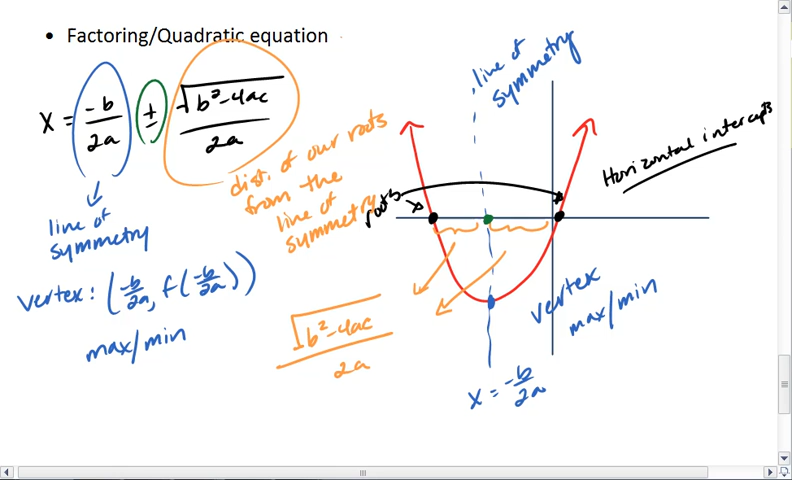 • Factoring/Quadratic equation
X = -b/2a ± √(b²-4ac)/2a
line of
symmetry
dist. of our roots
from the
line of
symmetry
line of
symmetry
vertex: (-b/2a, f(-b/2a))
max/min
√(b²-4ac)/2a
roots
Horizontal intercepts
vertex
max/min
x = -b/2a